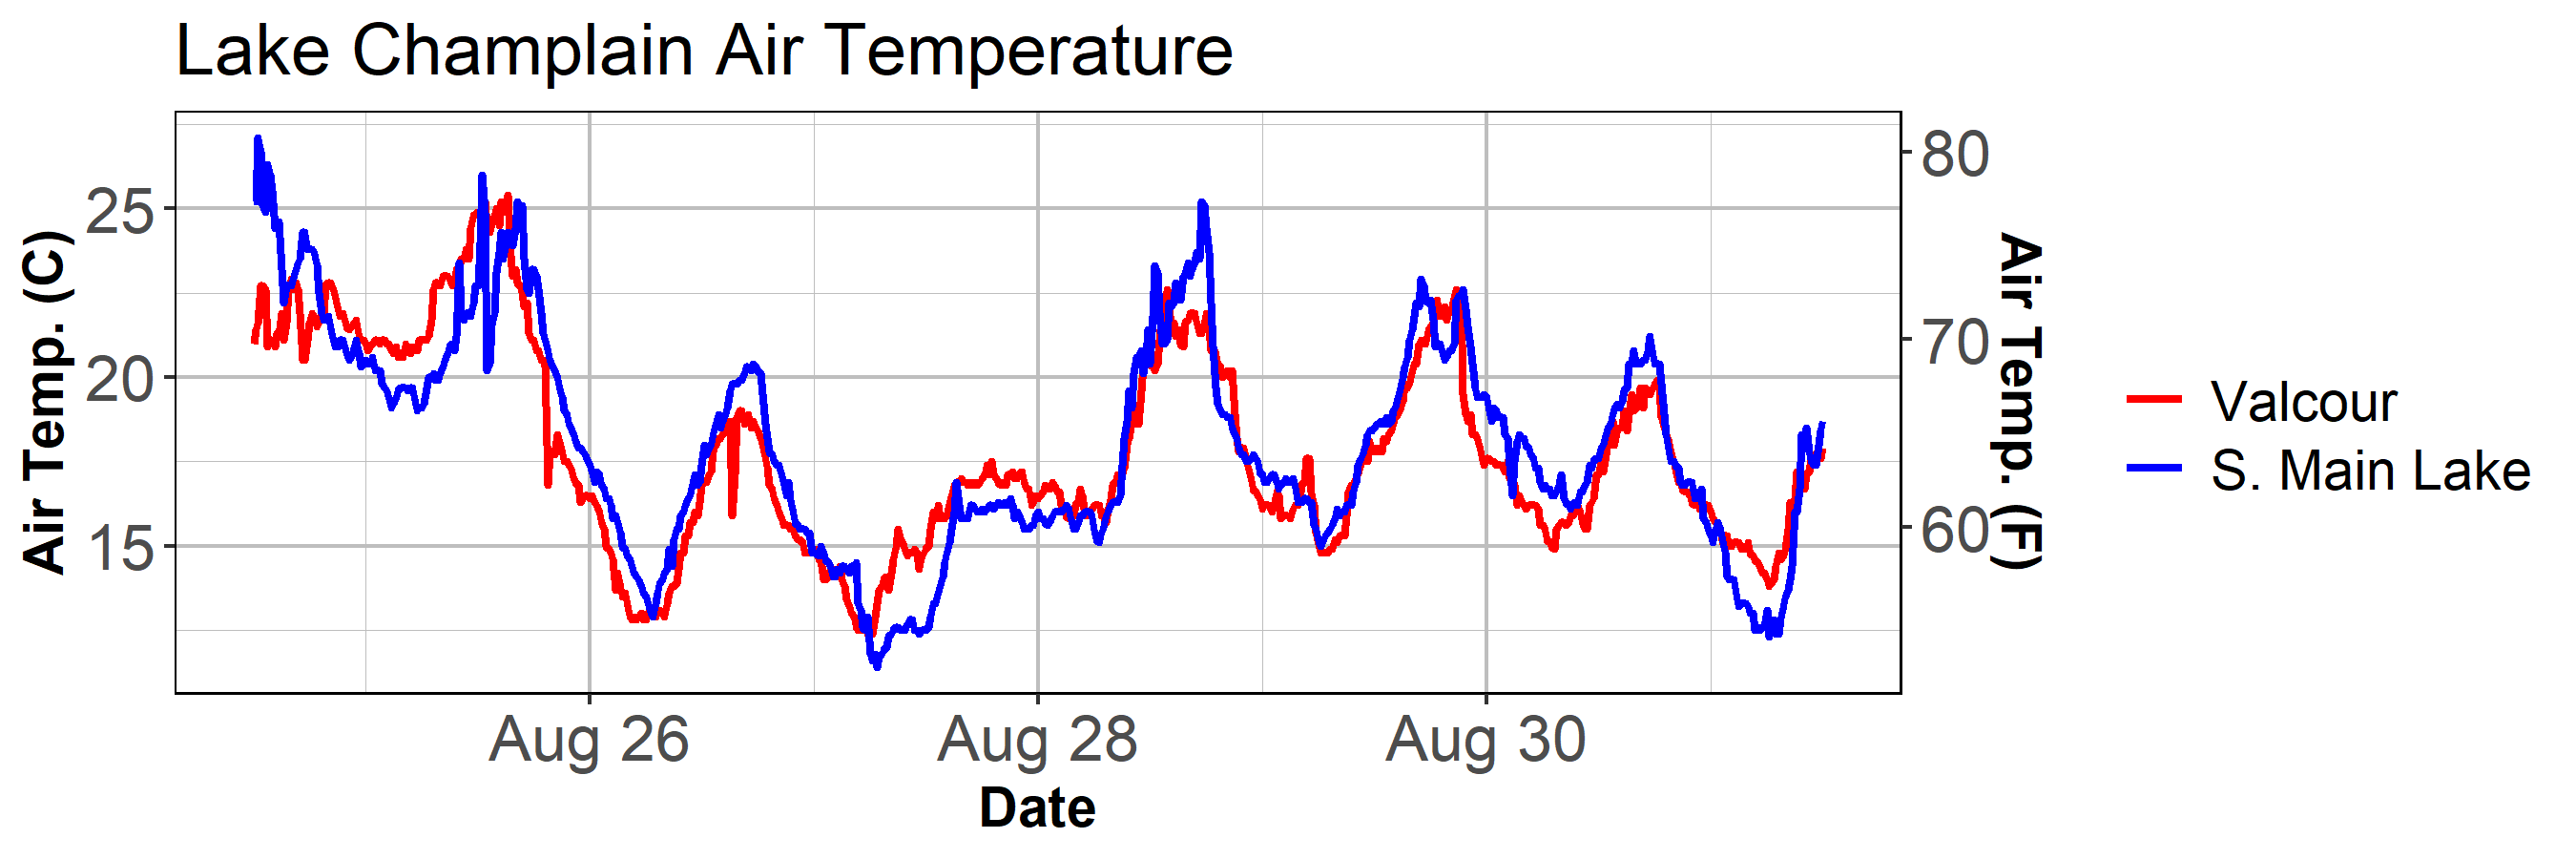 Lake Champlain Air Temperature
Air Temp. (C)
25
20
15
80
70
60
Air Temp. (F)
Valcour
S. Main Lake
Aug 26
Aug 28
Aug 30
Date